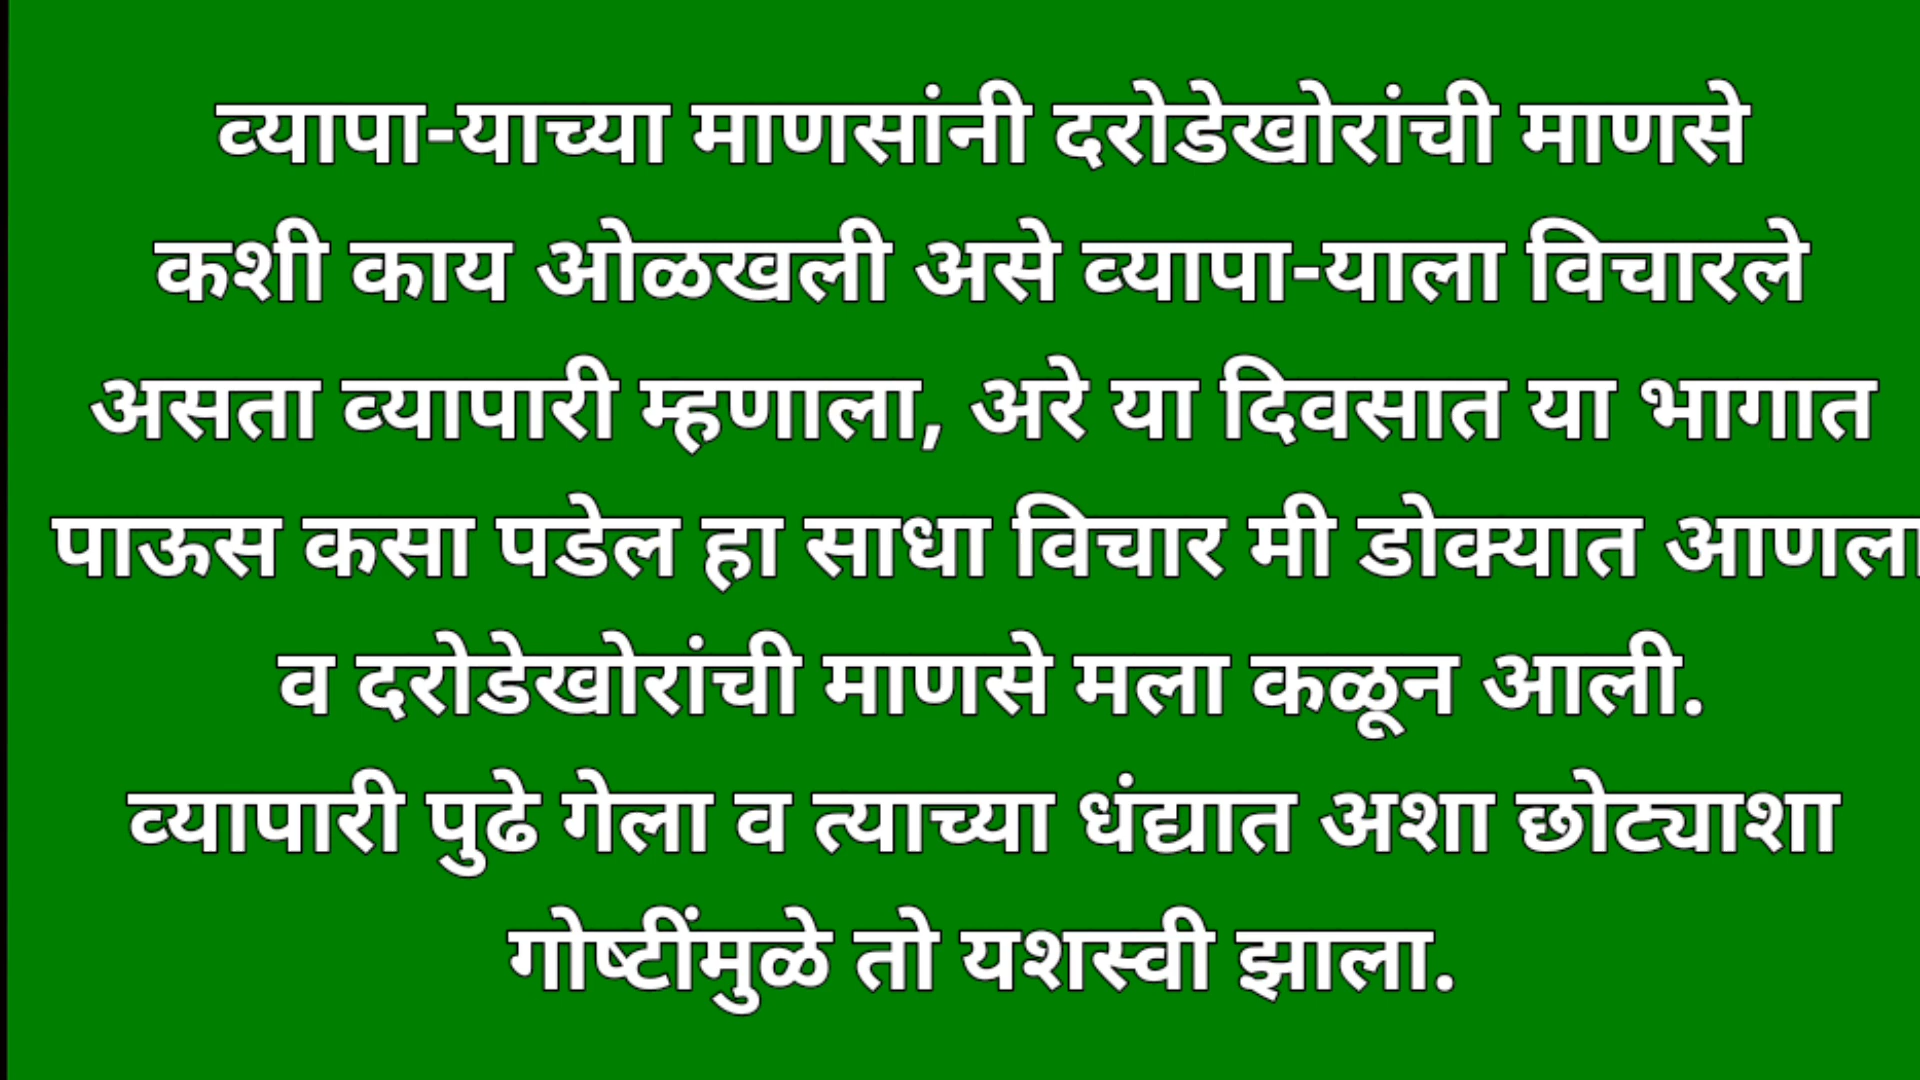 व्यापा-याच्या माणसांनी दरोडेखोरांची माणसे
कशी काय ओळखली असे व्यापा-याला विचारले
असता व्यापारी म्हणाला, अरे या दिवसात या भागात
पाऊस कसा पडेल हा साधा विचार मी डोक्यात आणला
व दरोडेखोरांची माणसे मला कळून आली.
व्यापारी पुढे गेला व त्याच्या धंद्यात अशा छोट्याशा
गोष्टींमुळे तो यशस्वी झाला.